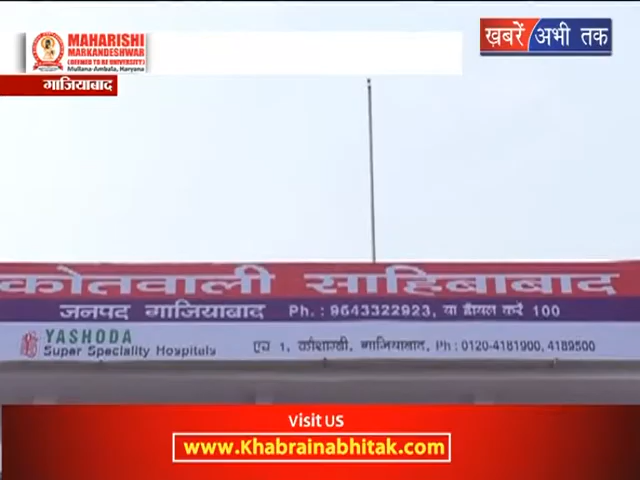 MAHARISHI
MARKANDESHWAR
(DEEMED TO BE UNIVERSITY)
Mullana-Ambala, Haryana
ख़बरें अभी तक
गाजियाबाद
कोतवाली साहिबाबाद
जनपद गाजियाबाद Ph. : 9643322923, या डॉयल करें 100
YASHODA
Super Speciality Hospitals
एच 1, कौशाम्बी, गाजियाबाद, Ph : 0120-4181900, 4189500
Visit US
www.Khabrainabhitak.com